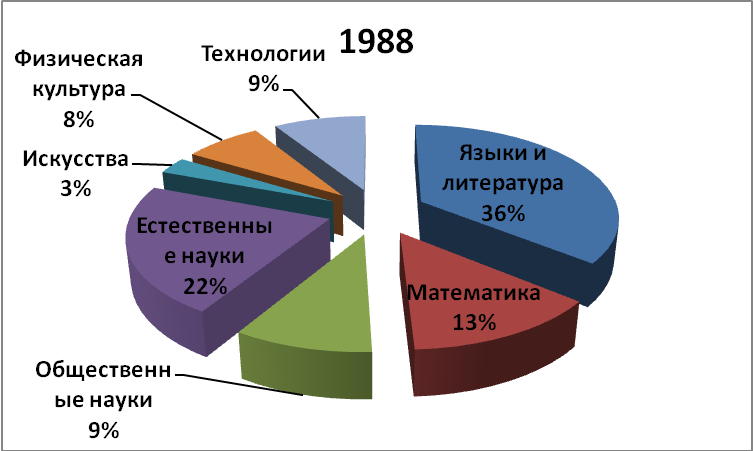 1988
Технологии
9%
Физическая
культура
8%
Искусства
3%
Языки и
литература
36%
Естественны
е науки
22%
Математика
13%
Общественн
ые науки
9%